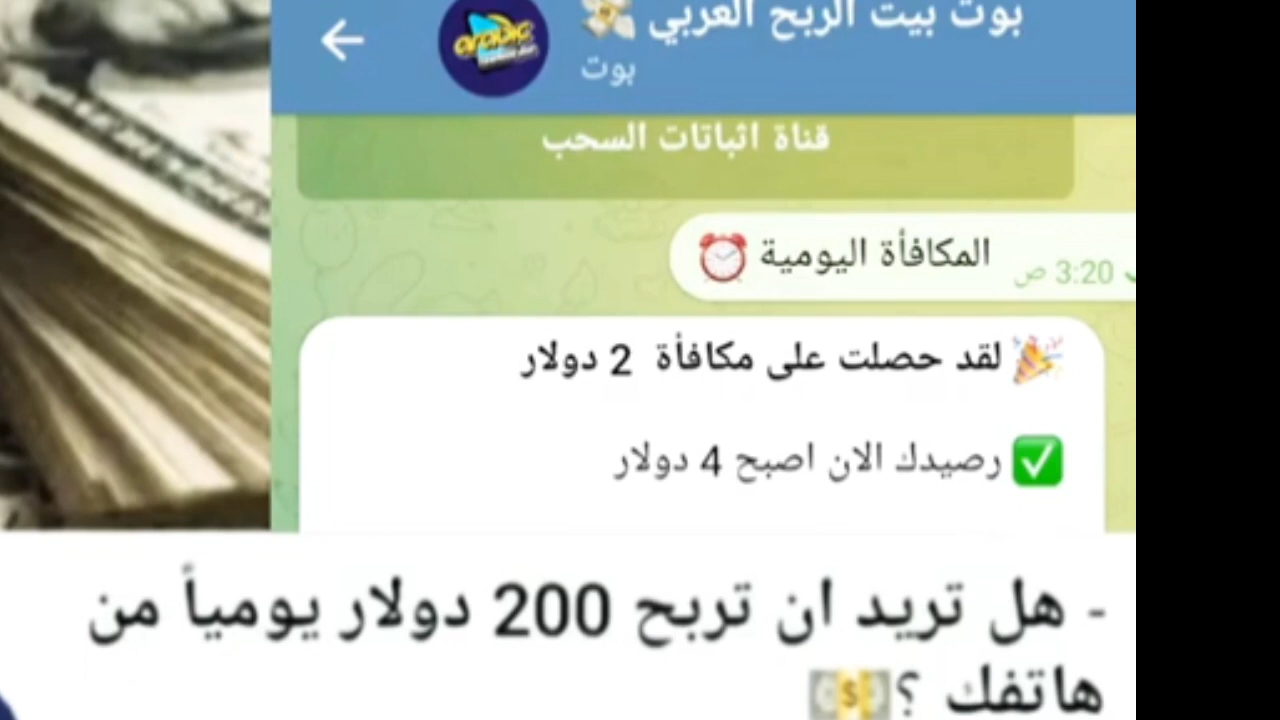 بوت بيت الربح العربي 💸
بوت
قناة اثباتات السحب
المكافأة اليومية ⏰
3:20 ص
🎉 لقد حصلت على مكافأة 2 دولار
✅ رصيدك الان اصبح 4 دولار
- هل تريد ان تربح 200 دولار يومياً من
هاتفك ؟💵